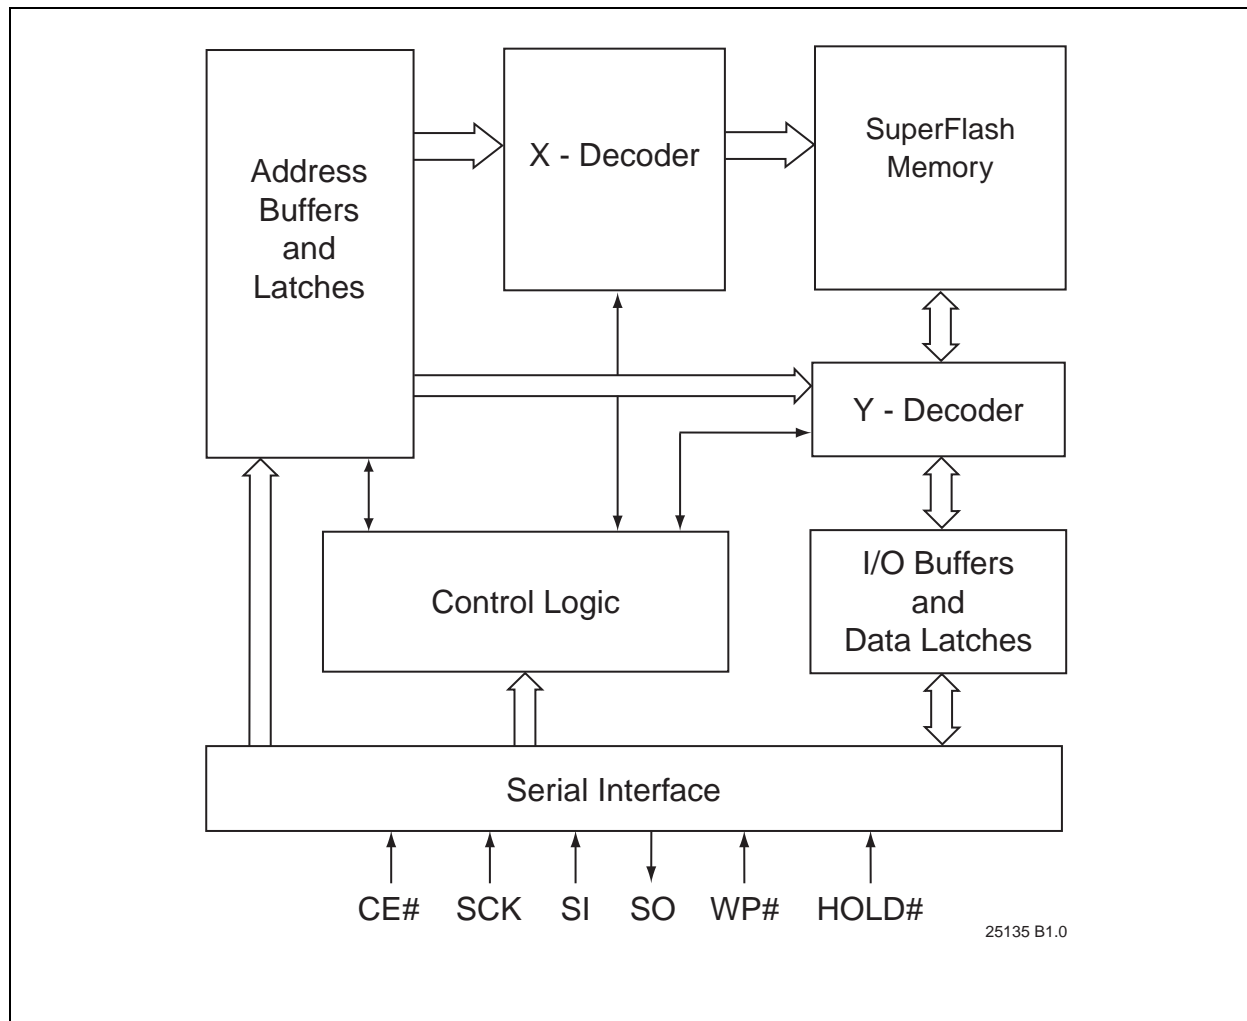 Address
Buffers
and
Latches
X - Decoder
SuperFlash
Memory
Y - Decoder
Control Logic
I/O Buffers
and
Data Latches
Serial Interface
CE# SCK SI SO WP# HOLD#
25135 B1.0